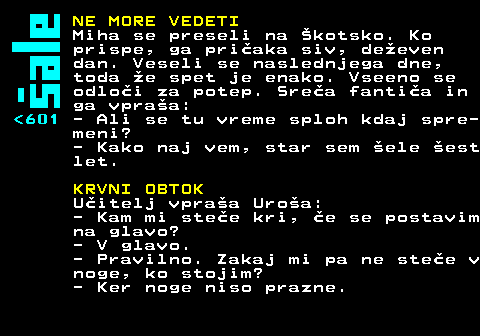 Šale
<601
NE MORE VEDETI
Miha se preseli na Škotsko. Ko
prispe, ga pričaka siv, deževen
dan. Veseli se naslednjega dne,
toda že spet je enako. Vseeno se
odloči za potep. Sreča fantiča in
ga vpraša:
- Ali se tu vreme sploh kdaj spre-
meni?
- Kako naj vem, star sem šele šest
let.
KRVNI OBTOK
Učitelj vpraša Uroša:
- Kam mi steče kri, če se postavim
na glavo?
- V glavo.
- Pravilno. Zakaj mi pa ne steče v
noge, ko stojim?
- Ker noge niso prazne.